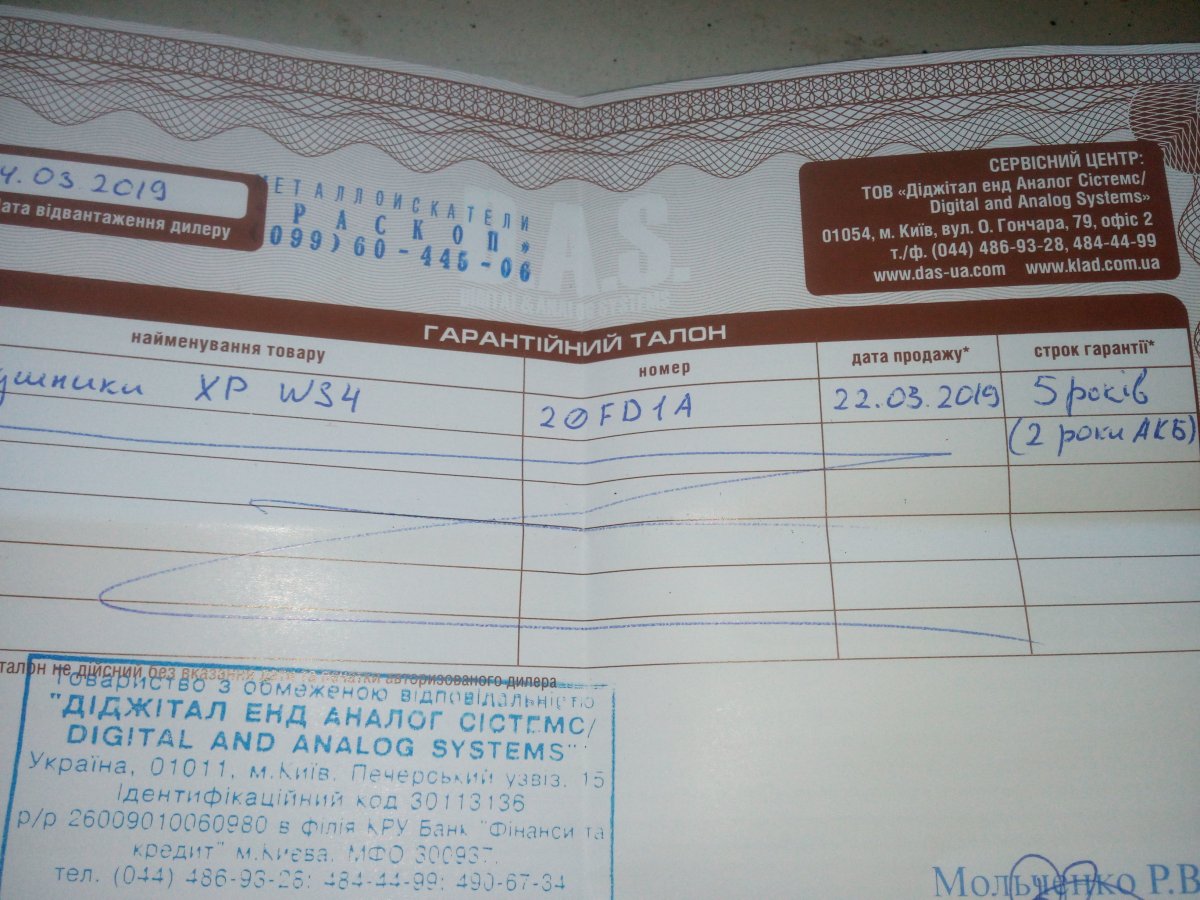 4.03 2019
Дата відвантаження дилеру
МЕТАЛЛОИСКАТЕЛИ
РАСКОП"
(099) 60-445-06
D.A.S.
DIGITAL & ANALOG SYSTEMS
СЕРВІСНИЙ ЦЕНТР:
ТОВ «Діджітал енд Аналог Сістемс/
Digital and Analog Systems»
01054, м. Київ, вул. О. Гончара, 79, офіс 2
т./ф. (044) 486-93-28, 484-44-99
www.das-ua.com www.klad.com.ua
ГАРАНТІЙНИЙ ТАЛОН
найменування товару номер дата продажу* строк гарантії*
ушники XP WS4 20FD1A 22.03.2019 5 років
(2 роки АКБ)
талон не дійсний без вказання та печатки авторизованого дилера
Товариство з обмеженою відповідальністю
"ДІДЖІТАЛ ЕНД АНАЛОГ СІСТЕМС/
DIGITAL AND ANALOG SYSTEMS"
Україна, 01011, м.Київ, Печерський узвіз, 15
Ідентифікаційний код 30113136
р/р 26009010060980 в філія КРУ Банк "Фінанси та
кредит" м.Києва, МФО 300937,
тел. (044) 486-93-28; 484-44-99; 490-67-34
Мольченко Р.В